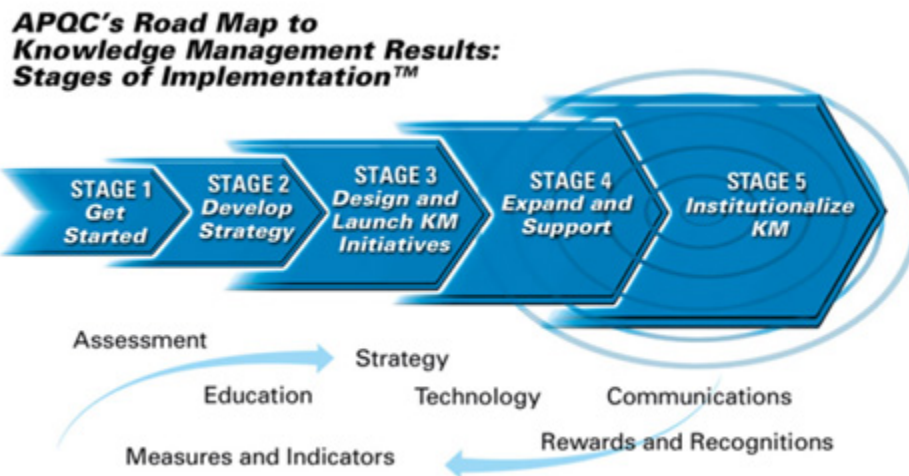 APQC's Road Map to
Knowledge Management Results:
Stages of Implementation™
STAGE 1
Get
Started
STAGE 2
Develop
Strategy
STAGE 3
Design and
Launch KM
Initiatives
STAGE 4
Expand and
Support
STAGE 5
Institutionalize
KM
Assessment
Strategy
Education
Technology
Communications
Measures and Indicators
Rewards and Recognitions